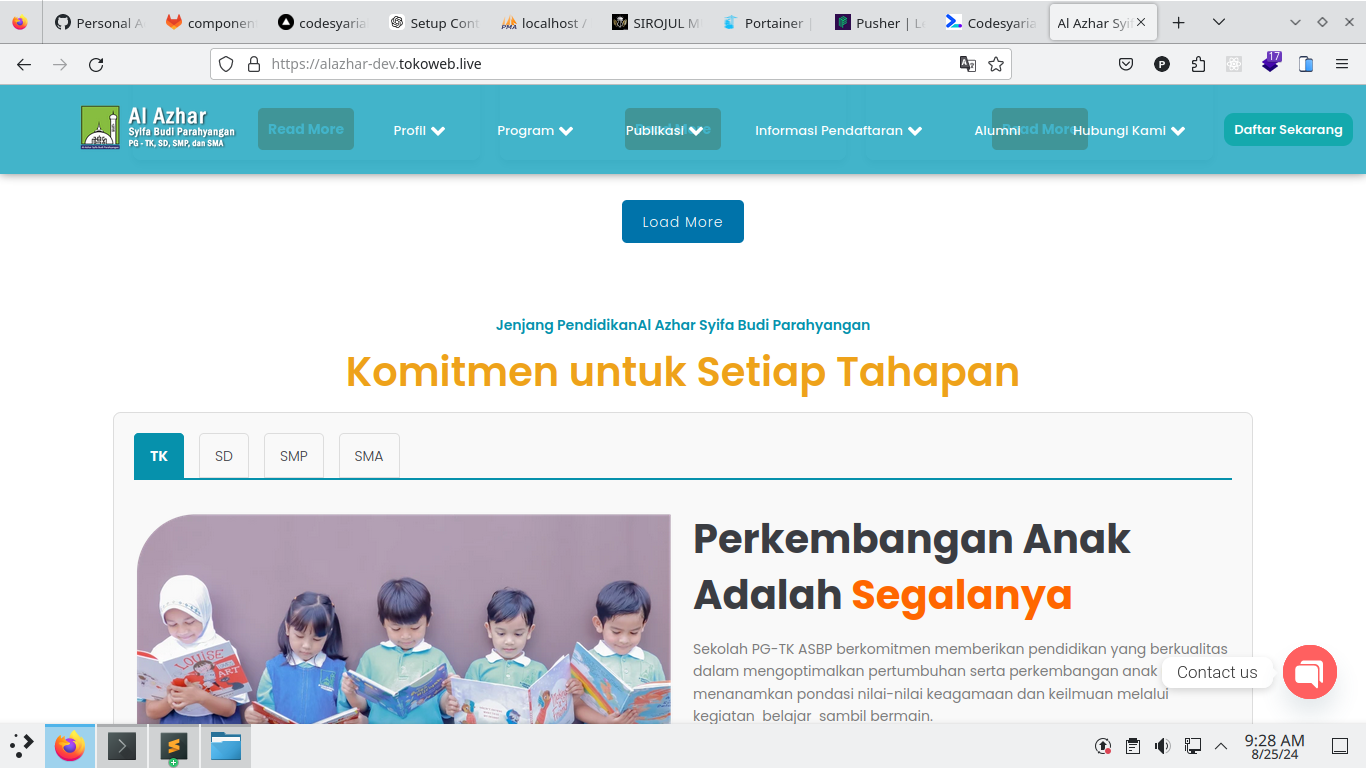 Personal A
component
codesyaria
Setup Cont
localhost /
SIROJUL M
Portainer |
Pusher | Le
Codesyaria
Al Azhar Syif
https://alazhar-dev.tokoweb.live
17
Al Azhar
Syifa Budi Parahyangan
PG - TK, SD, SMP, dan SMA
Read More
Profil
Program
Publikasi
Informasi Pendaftaran
Alumni
Read More
Hubungi Kami
Daftar Sekarang
Load More
Jenjang PendidikanAl Azhar Syifa Budi Parahyangan
Komitmen untuk Setiap Tahapan
TK SD SMP SMA
LOUISE
ART
Perkembangan Anak
Adalah Segalanya
Sekolah PG-TK ASBP berkomitmen memberikan pendidikan yang berkualitas
dalam mengoptimalkan pertumbuhan serta perkembangan anak
menanamkan pondasi nilai-nilai keagamaan dan keilmuan melalui
kegiatan belajar sambil bermain.
Contact us
9:28 AM
8/25/24